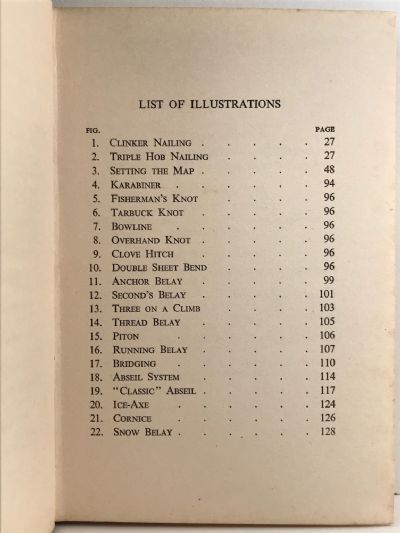 LIST OF ILLUSTRATIONS
FIG. PAGE
1. CLINKER NAILING . . . . . 27
2. TRIPLE HOB NAILING . . . . 27
3. SETTING THE MAP . . . . . 48
4. KARABINER . . . . . . 94
5. FISHERMAN'S KNOT . . . . 96
6. TARBUCK KNOT . . . . . 96
7. BOWLINE . . . . . . 96
8. OVERHAND KNOT . . . . . 96
9. CLOVE HITCH . . . . . 96
10. DOUBLE SHEET BEND . . . . 96
11. ANCHOR BELAY . . . . . 99
12. SECOND'S BELAY . . . . . 101
13. THREE ON A CLIMB . . . . 103
14. THREAD BELAY . . . . . 105
15. PITON . . . . . . 106
16. RUNNING BELAY . . . . . 107
17. BRIDGING . . . . . . 110
18. ABSEIL SYSTEM . . . . . 114
19. "CLASSIC" ABSEIL . . . . . 117
20. ICE-AXE . . . . . . 124
21. CORNICE . . . . . . 126
22. SNOW BELAY . . . . . . 128